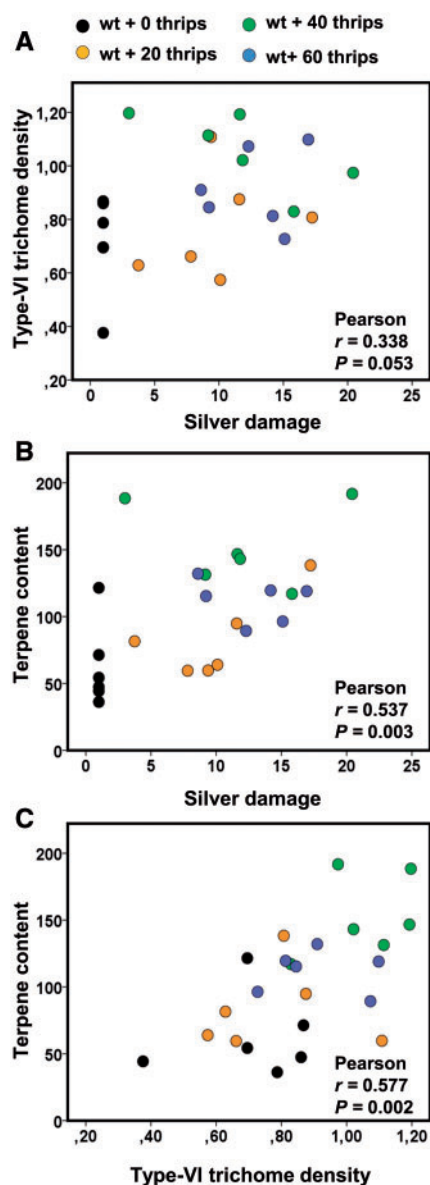 A
wt + 0 thrips
wt + 40 thrips
wt + 20 thrips
wt+ 60 thrips
Type-VI trichome density
1,20
1,00
,80
,60
,40
,20
0
5
10
15
20
25
Pearson
r = 0.338
P = 0.053
Silver damage
B
Terpene content
200
150
100
50
0
0
5
10
15
20
25
Pearson
r = 0.537
P = 0.003
Silver damage
C
Terpene content
200
150
100
50
0
,20
,40
,60
,80
1,00
1,20
Pearson
r = 0.577
P = 0.002
Type-VI trichome density